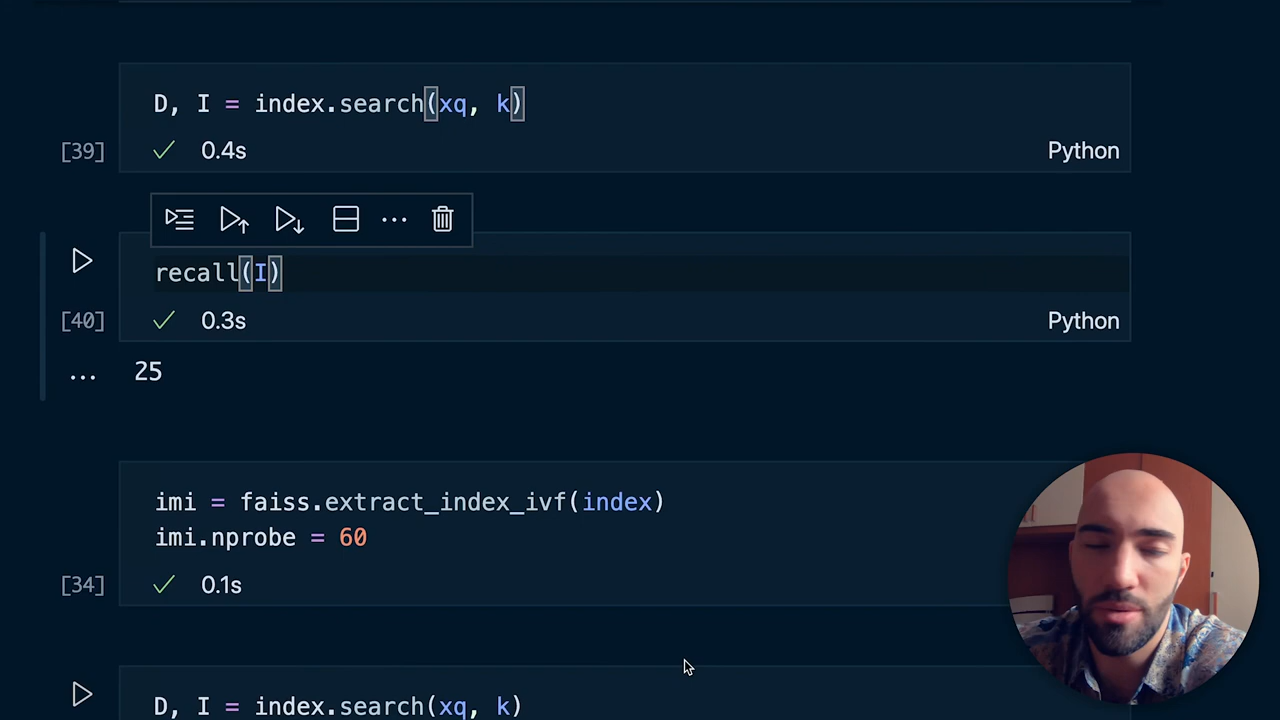 D, I = index.search(xq, k)
[39]
0.4s
Python
recall(I)
[40]
0.3s
Python
...
25
imi = faiss.extract_index_ivf(index)
imi.nprobe = 60
[34]
0.1s
D, I = index.search(xq, k)